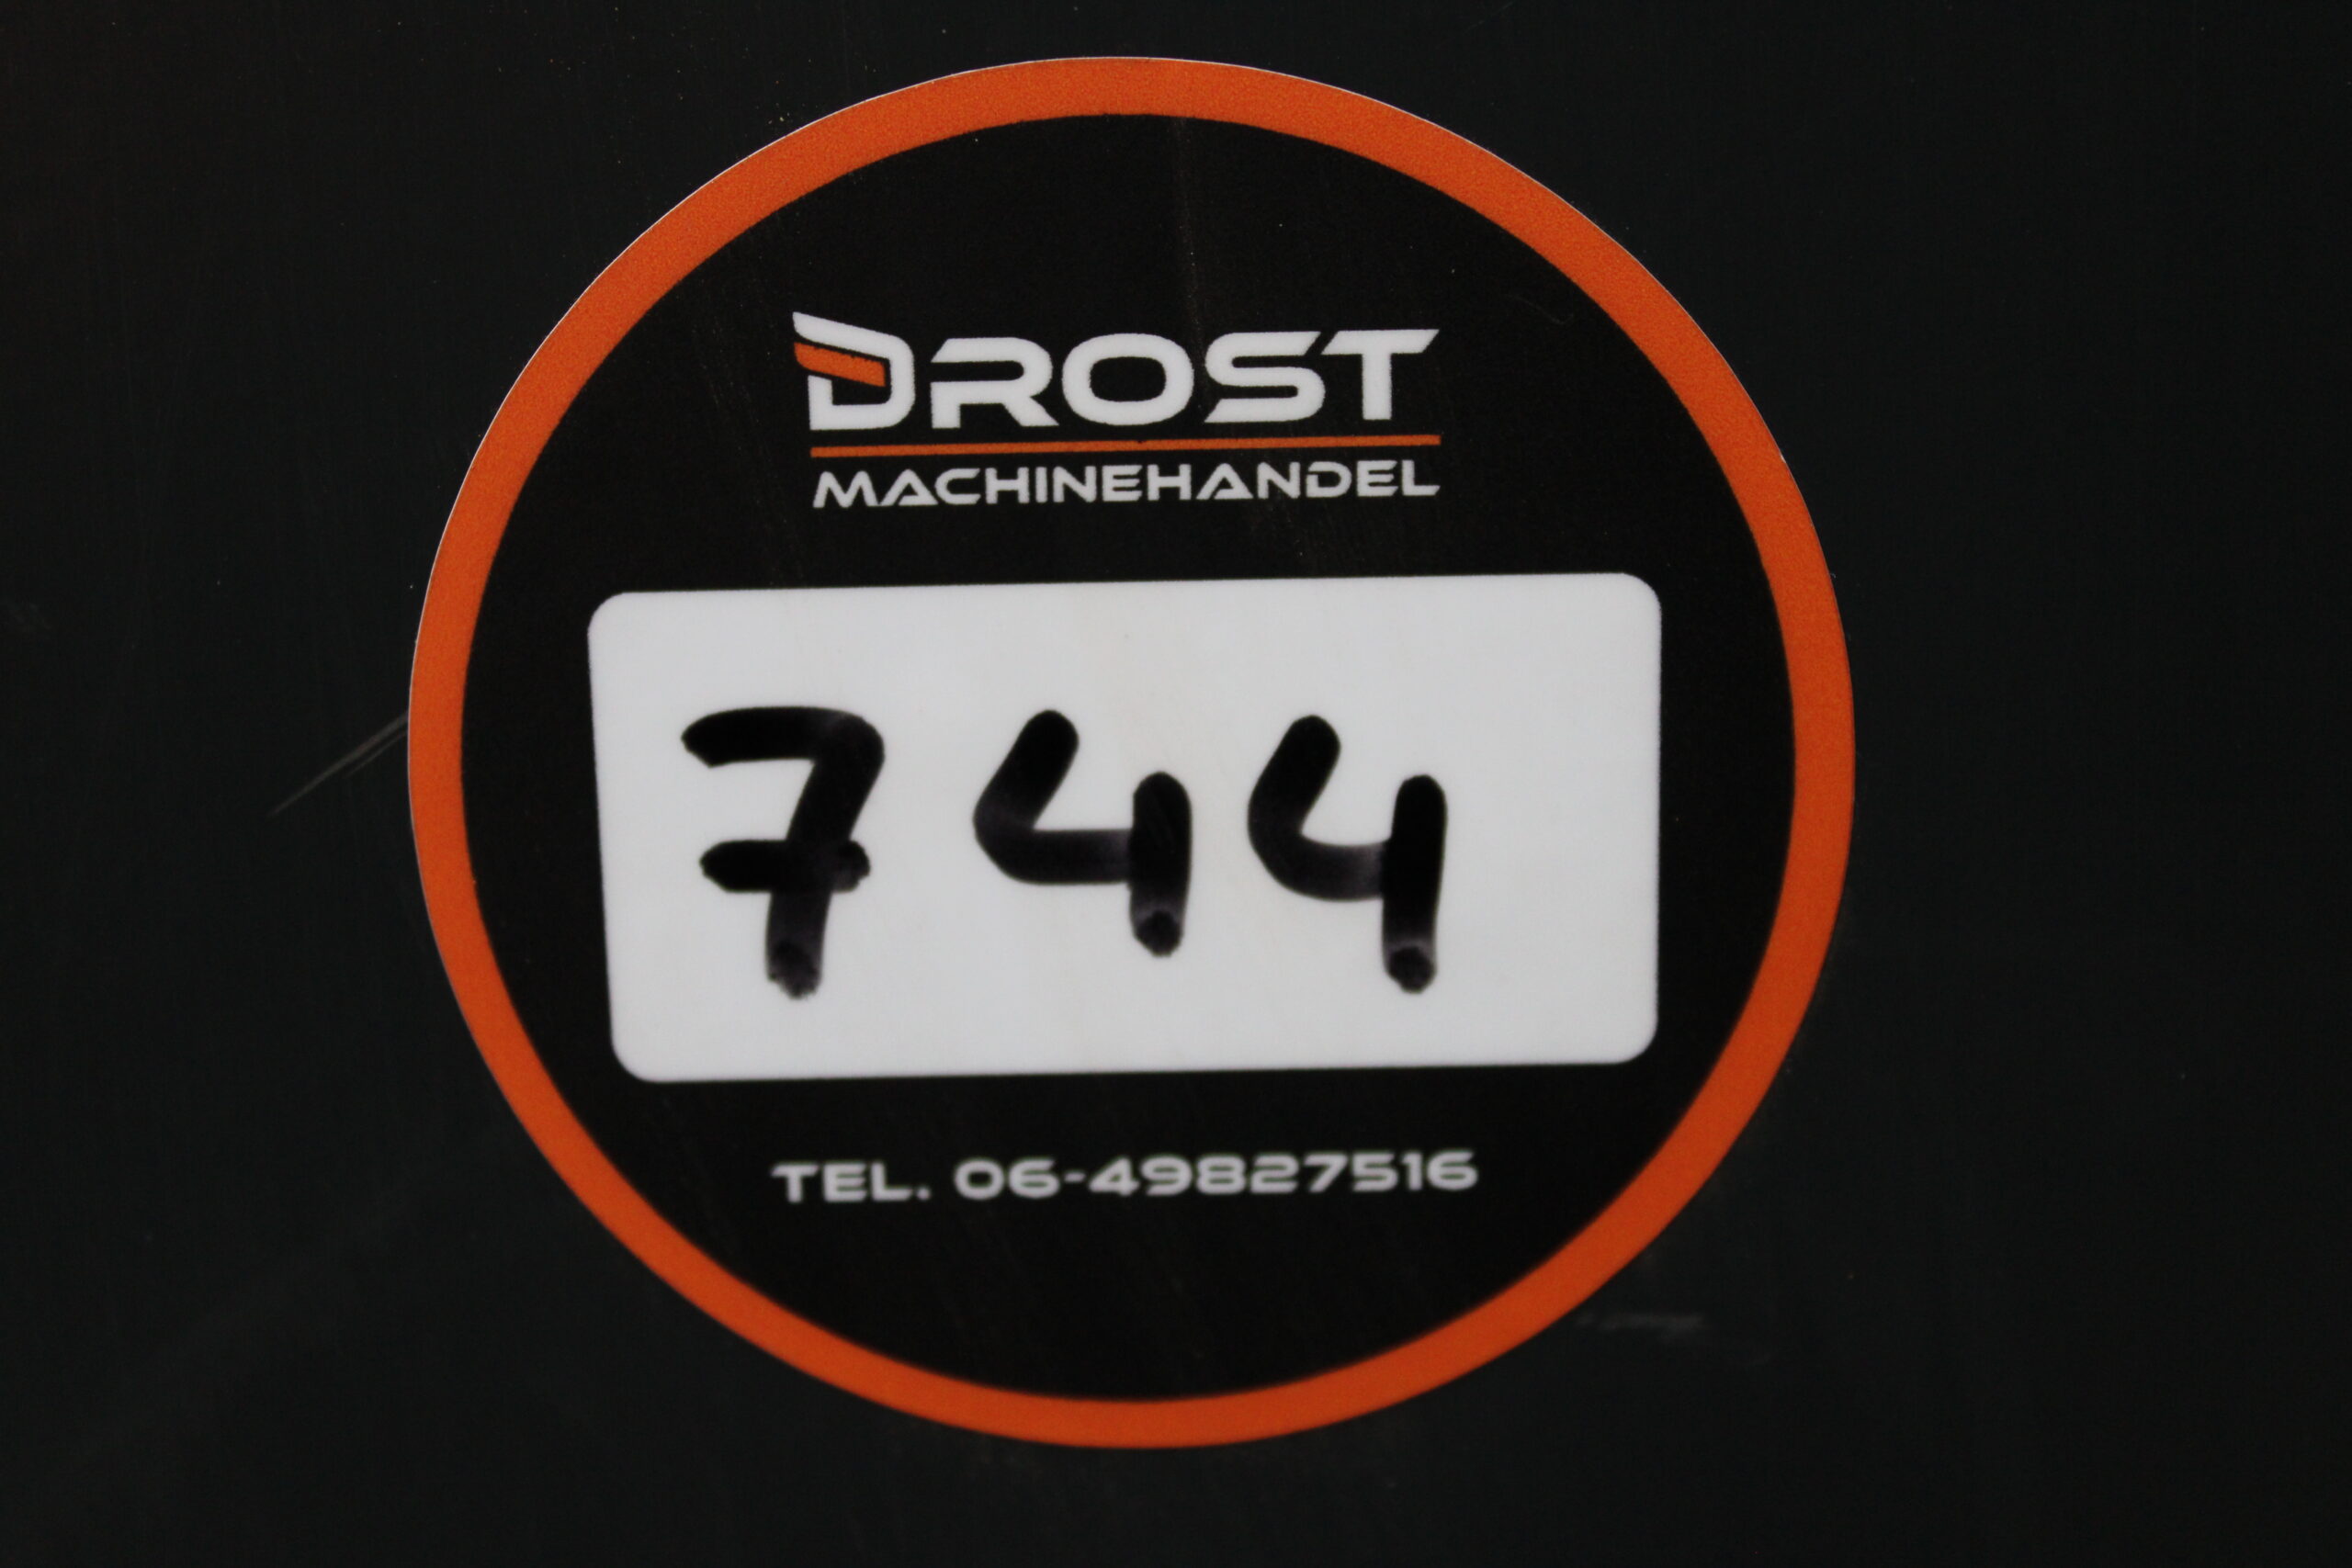 DROST
MACHINEHANDEL
744
TEL. 06-49827516